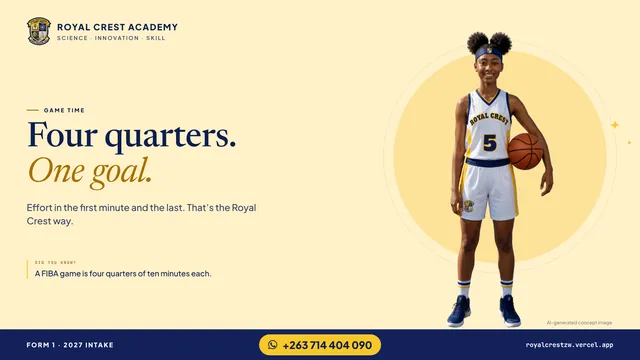 ROYAL CREST ACADEMY
SCIENCE · INNOVATION · SKILL
GAME TIME
Four quarters.
One goal.
Effort in the first minute and the last. That's the Royal
Crest way.
DID YOU KNOW?
A FIBA game is four quarters of ten minutes each.
ROYAL CREST
5
AI-generated concept image
FORM 1 · 2027 INTAKE
+263 714 404 090
royalcrestzw.vercel.app